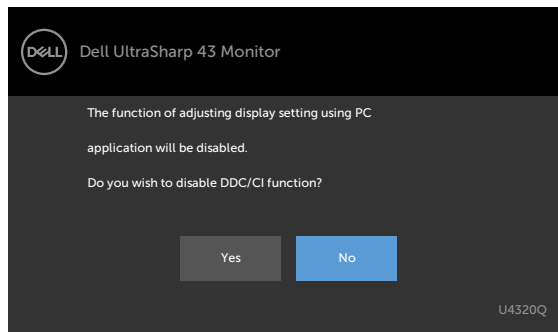 DELL
Dell UltraSharp 43 Monitor
The function of adjusting display setting using PC
application will be disabled.
Do you wish to disable DDC/CI function?
Yes
No
U4320Q